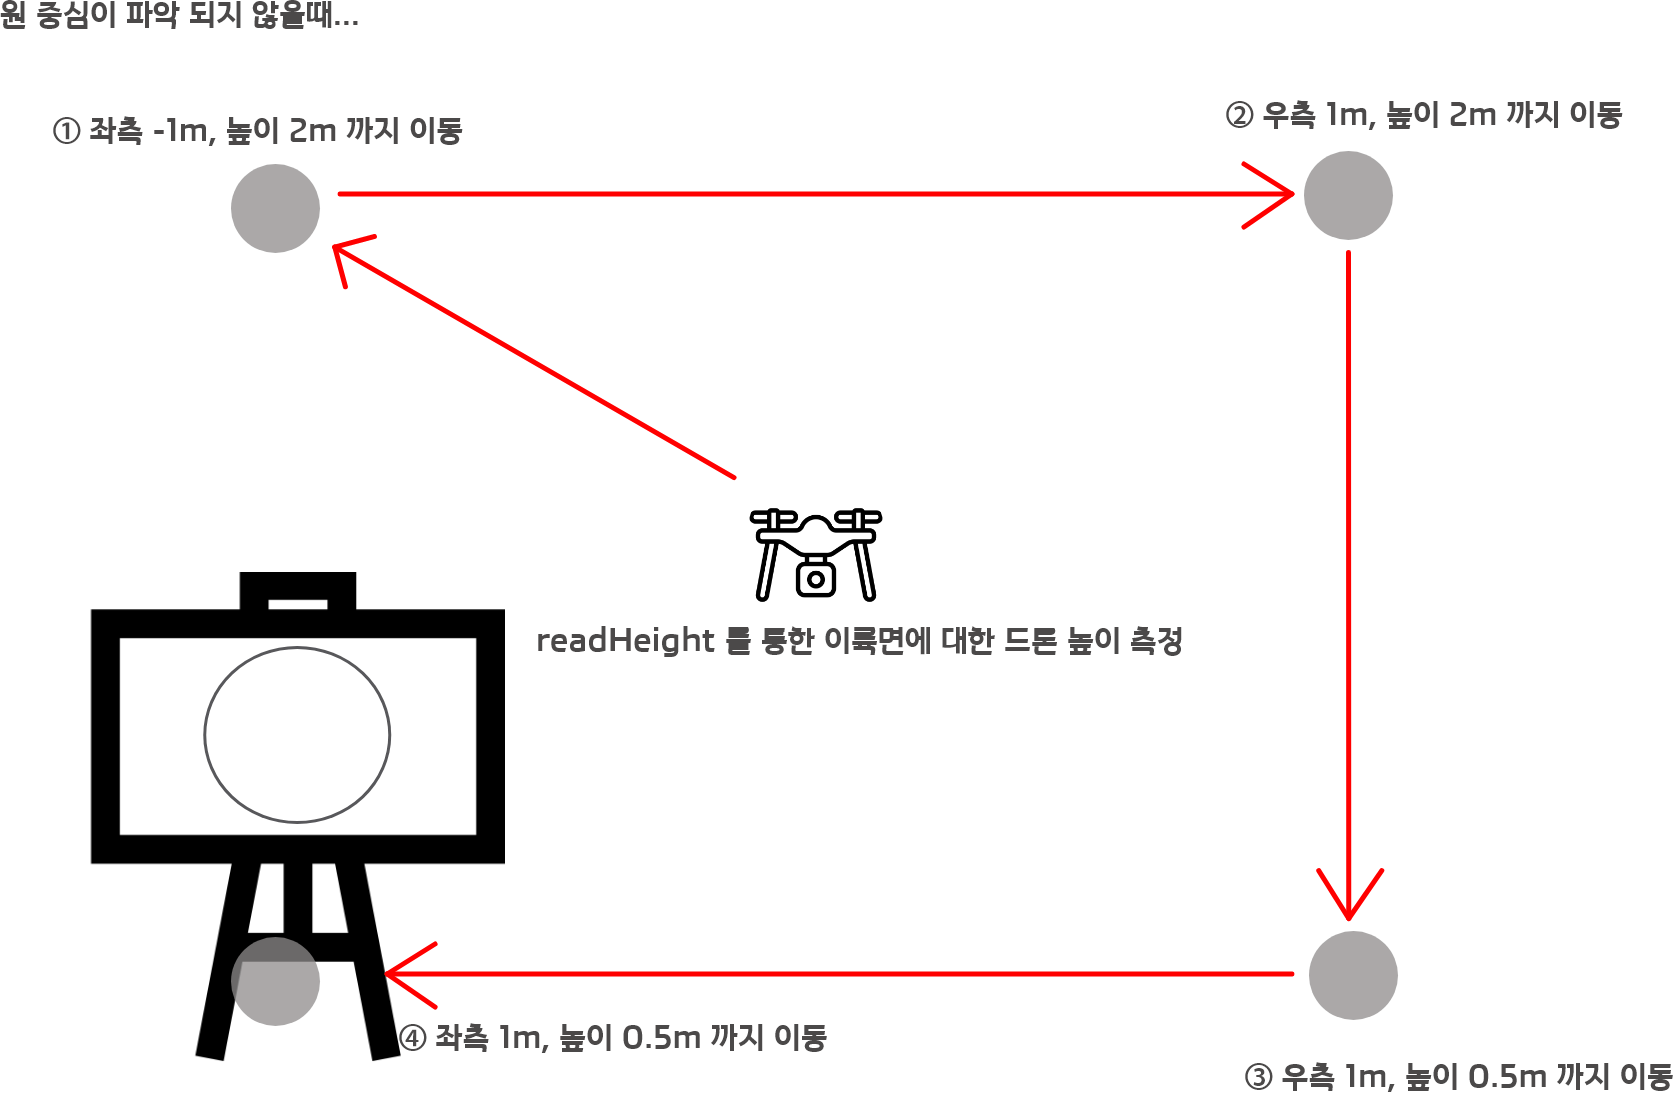 원 중심이 파악 되지 않을때...
① 좌측 -1m, 높이 2m 까지 이동
② 우측 1m, 높이 2m 까지 이동
readHeight 를 통한 이륙면에 대한 드론 높이 측정
④ 좌측 1m, 높이 0.5m 까지 이동
③ 우측 1m, 높이 0.5m 까지 이동